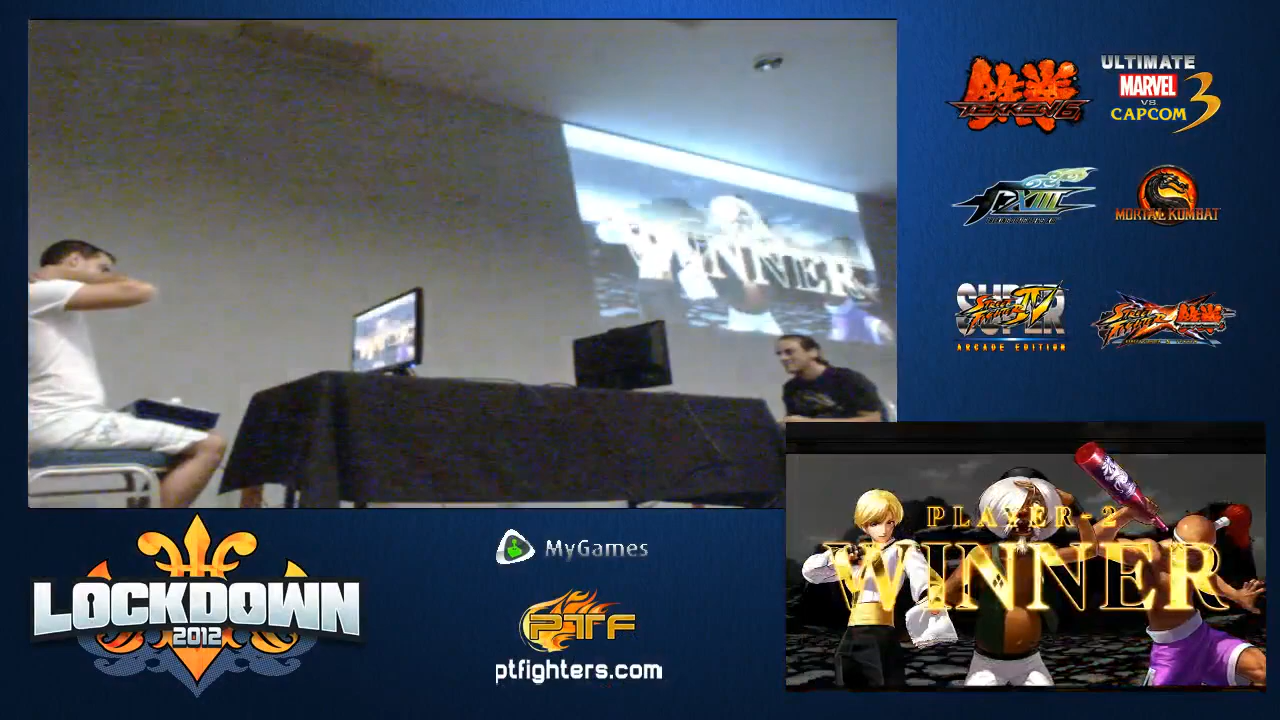 WINNER
TEKKEN 6
ULTIMATE
MARVEL
VS.
CAPCOM 3
XIII
MORTAL KOMBAT
SUPER
STREET FIGHTER IV
ARCADE EDITION
STREET FIGHTER X
PLAYER-2
WINNER
LOCKDOWN
2012
MyGames
PTF
ptfighters.com